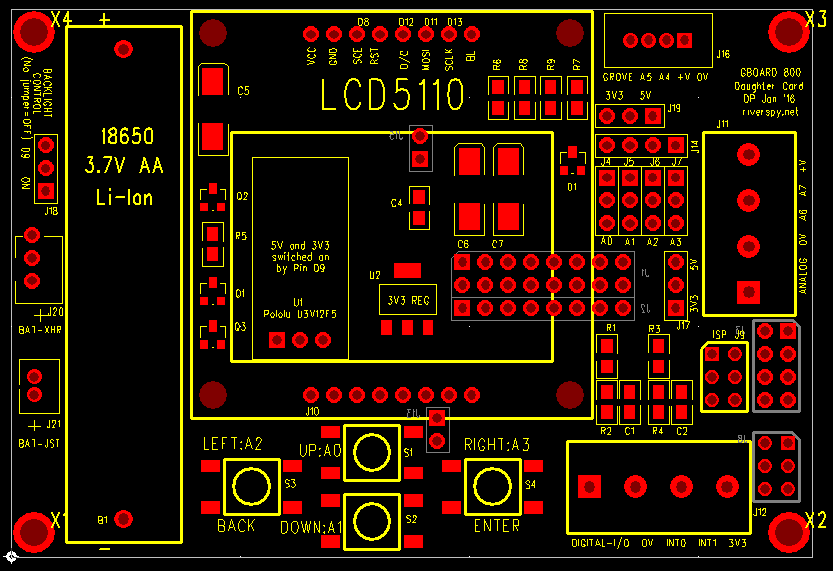 X4
+
D8
D12
D11
D13
VCC
GND
SCE
RST
D/C
MOSI
SCLK
BL
X3
J16
GROVE A5 A4 +V 0V
BACKLIGHT
CONTROL
(No jumper=OFF)
D9
ON
J18
C5
LCD5110
R6
R8
R9
R7
3V3 5V
J19
GBOARD 800
Daughter Card
DP Jan '16
riverspy.net
J11
18650
3.7V AA
Li-Ion
J14
J4
J5
J6
J7
D1
Q2
C4
A0
A1
A2
A3
R5
5V and 3V3
switched on
by Pin D9
C6
C7
ANALOG 0V A6 A7 +V
U2
J1
5V
3V3
Q1
U1
Pololu U3V12F5
3V3 REG
J2
J17
J20
+
BAT-XHR
Q3
R1
R3
ISP
J9
J21
+
BAT-JST
J10
J13
R2
C1
R4
C2
LEFT:A2
UP:A0
S1
RIGHT:A3
J8
S3
S4
X1
B1
BACK
DOWN:A1
S2
ENTER
J12
X2
-
DIGITAL-I/O 0V INT0 INT1 3V3